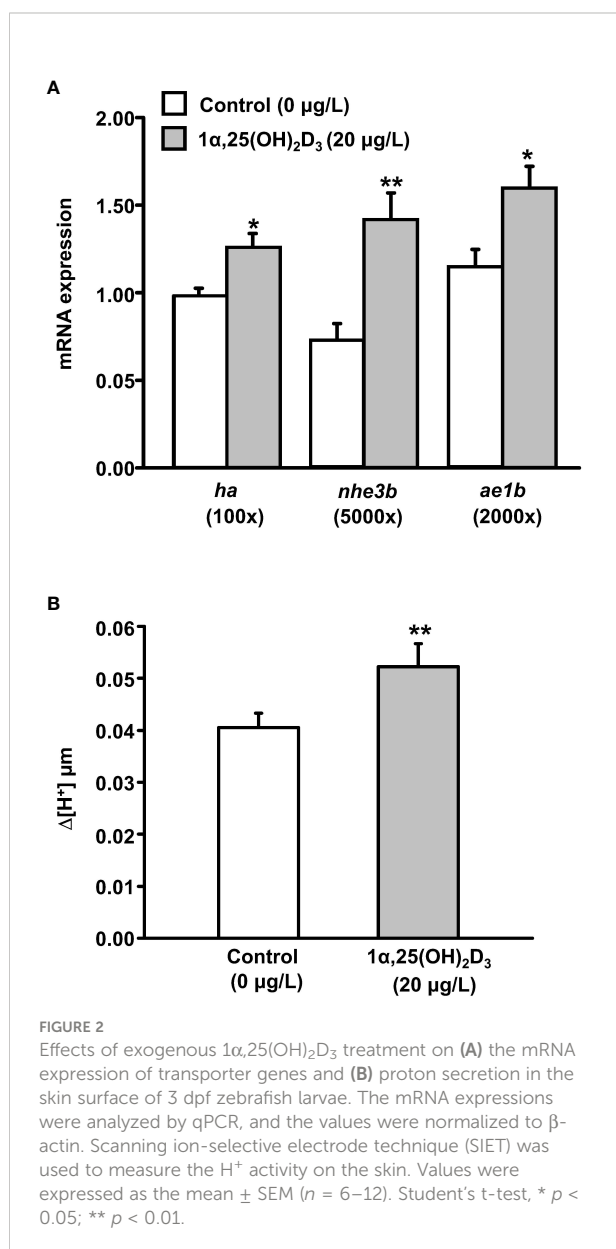 A
Control (0 µg/L)
1α,25(OH)₂D₃ (20 µg/L)
mRNA expression
2.00
1.50
1.00
0.05
0.00
*
**
*
ha
(100x)
nhe3b
(5000x)
ae1b
(2000x)
B
Δ[H⁺] µm
0.06
0.05
0.04
0.03
0.02
0.01
0.00
**
Control
(0 µg/L)
1α,25(OH)₂D₃
(20 µg/L)
FIGURE 2
Effects of exogenous 1α,25(OH)₂D₃ treatment on (A) the mRNA
expression of transporter genes and (B) proton secretion in the
skin surface of 3 dpf zebrafish larvae. The mRNA expressions
were analyzed by qPCR, and the values were normalized to β-
actin. Scanning ion-selective electrode technique (SIET) was
used to measure the H⁺ activity on the skin. Values were
expressed as the mean ± SEM (n = 6–12). Student’s t-test, * p <
0.05; ** p < 0.01.